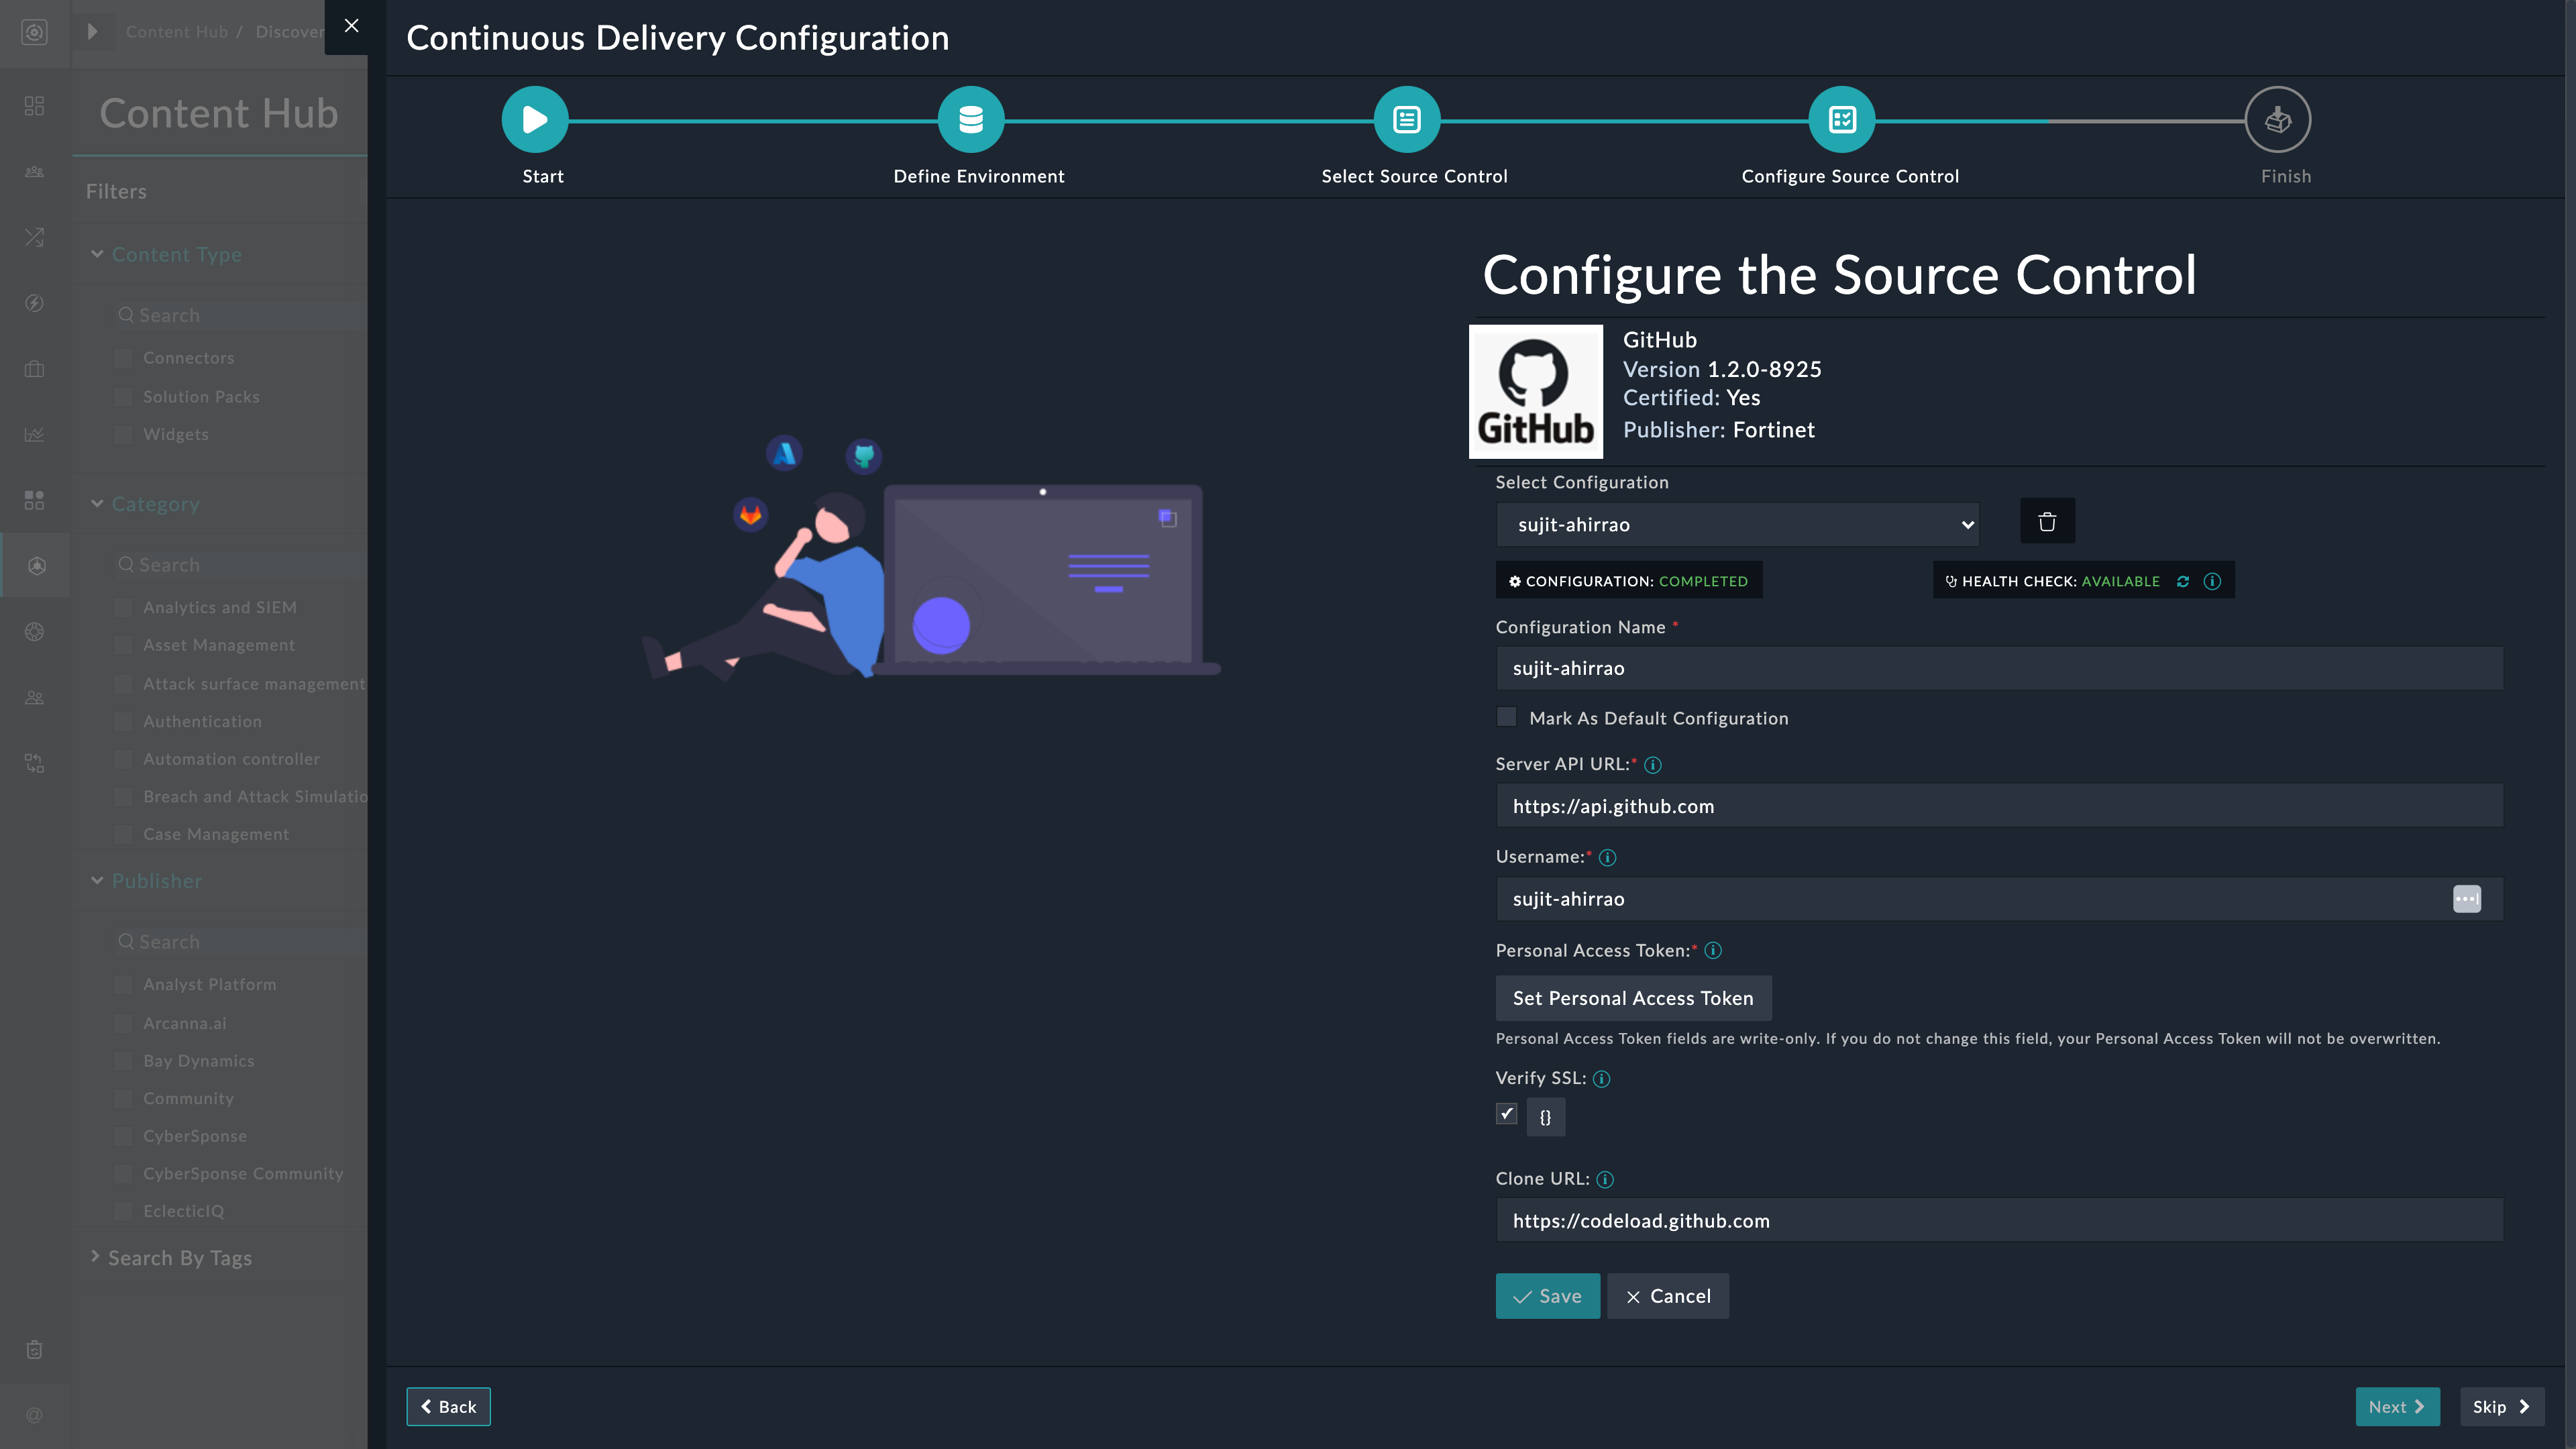 Content Hub / Discover
Continuous Delivery Configuration
Start
Define Environment
Select Source Control
Configure Source Control
Finish
Content Hub
Filters
Content Type
Search
Connectors
Solution Packs
Widgets
Category
Search
Analytics and SIEM
Asset Management
Attack surface management
Authentication
Automation controller
Breach and Attack Simulatio
Case Management
Publisher
Search
Analyst Platform
Arcanna.ai
Bay Dynamics
Community
CyberSponse
CyberSponse Community
EclecticIQ
Search By Tags
@
Configure the Source Control
GitHub
GitHub
Version 1.2.0-8925
Certified: Yes
Publisher: Fortinet
Select Configuration
sujit-ahirrao
CONFIGURATION: COMPLETED
HEALTH CHECK: AVAILABLE
Configuration Name *
sujit-ahirrao
Mark As Default Configuration
Server API URL:*
https://api.github.com
Username:*
sujit-ahirrao
Personal Access Token:*
Set Personal Access Token
Personal Access Token fields are write-only. If you do not change this field, your Personal Access Token will not be overwritten.
Verify SSL:
{}
Clone URL:
https://codeload.github.com
Save
Cancel
Back
Next
Skip